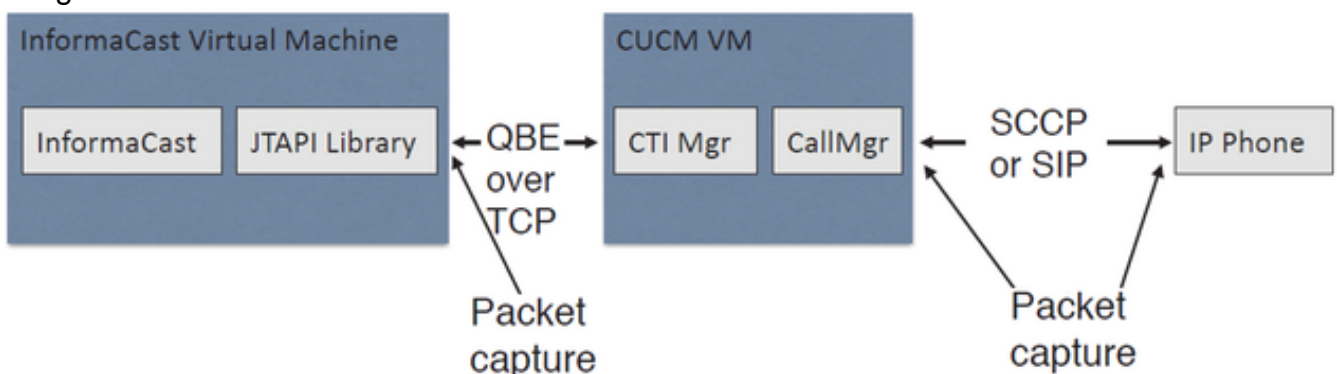 InformaCast Virtual Machine
CUCM VM
InformaCast
JTAPI Library
QBE
over
TCP
CTI Mgr
CallMgr
SCCP
or SIP
IP Phone
Packet
capture
Packet
capture